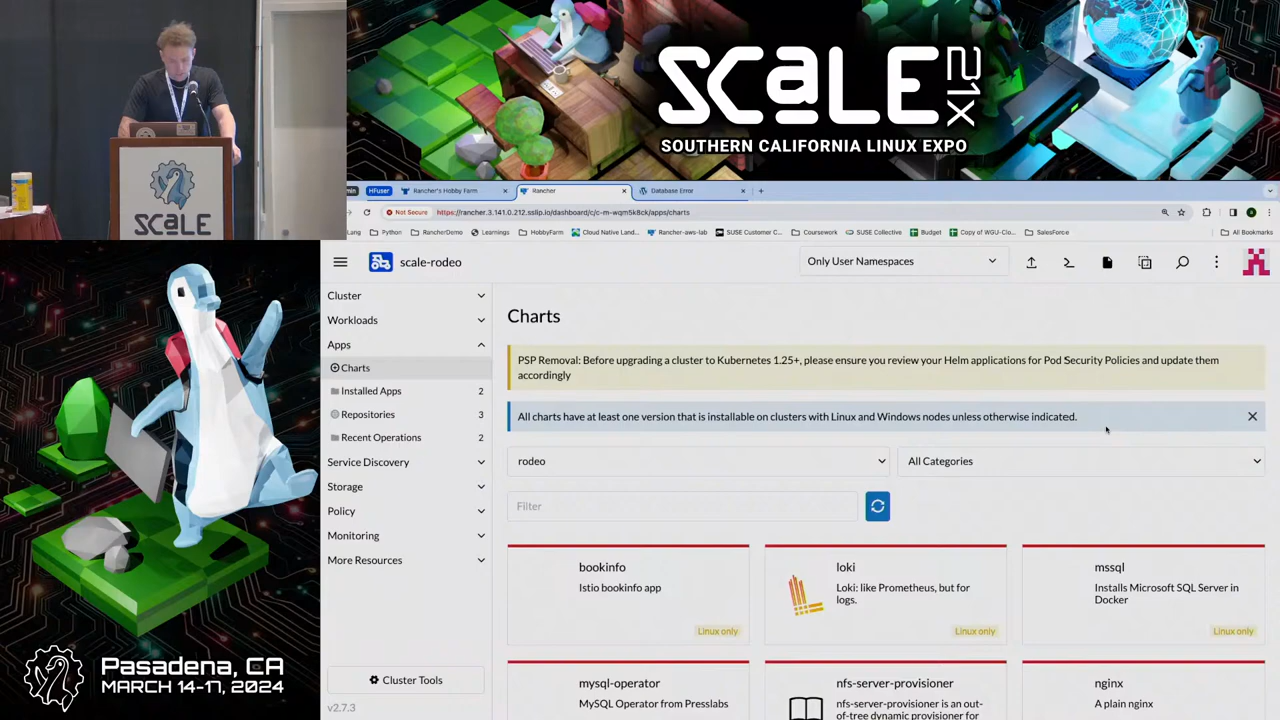 SCALE 21X
SOUTHERN CALIFORNIA LINUX EXPO
SCALE
min
HFuser
Rancher's Hobby Farm
Rancher
Database Error
Not Secure
https://rancher.3.141.0.212.sslip.io/dashboard/c/c-m-wqm5k8ck/apps/charts
Lang
Python
RancherDemo
Learnings
HobbyFarm
Cloud Native Land...
Rancher-aws-lab
SUSE Customer C...
Coursework
SUSE Collective
Budget
Copy of WGU-Clo...
SalesForce
All Bookmarks
scale-rodeo
Only User Namespaces
Cluster
Workloads
Apps
Charts
Installed Apps 2
Repositories 3
Recent Operations 2
Service Discovery
Storage
Policy
Monitoring
More Resources
Cluster Tools
v2.7.3
Charts
PSP Removal: Before upgrading a cluster to Kubernetes 1.25+, please ensure you review your Helm applications for Pod Security Policies and update them
accordingly
All charts have at least one version that is installable on clusters with Linux and Windows nodes unless otherwise indicated.
rodeo
All Categories
Filter
bookinfo
Istio bookinfo app
Linux only
loki
Loki: like Prometheus, but for
logs.
Linux only
mssql
Installs Microsoft SQL Server in
Docker
Linux only
mysql-operator
MySQL Operator from Presslabs
nfs-server-provisioner
nfs-server-provisioner is an out-
of-tree dynamic provisioner for
nginx
A plain nginx
Pasadena, CA
MARCH 14-17, 2024